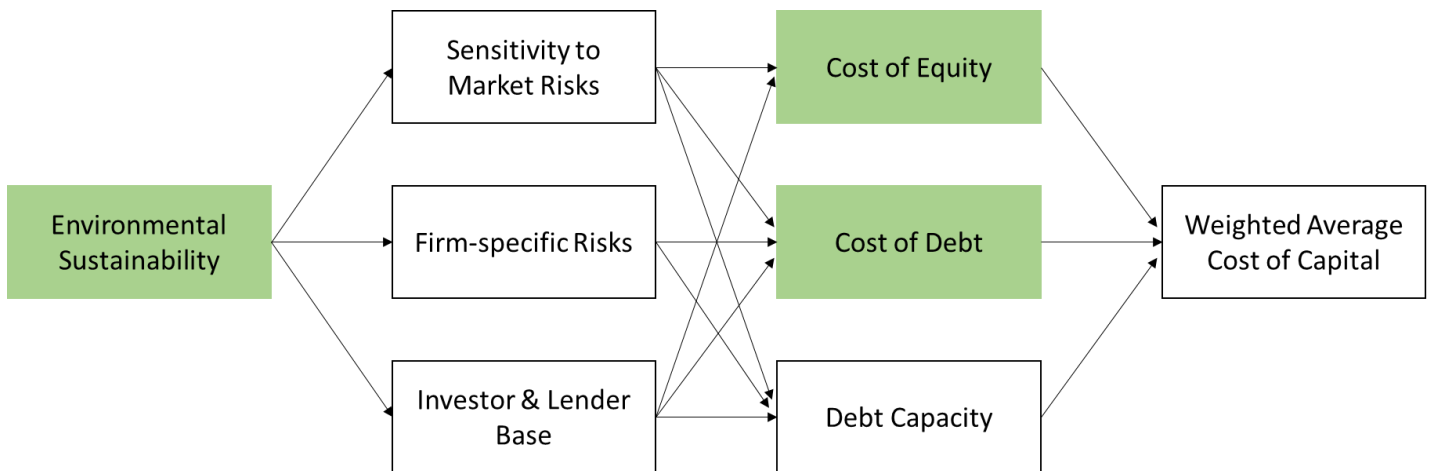 Sensitivity to
Market Risks
Cost of Equity
Environmental
Sustainability
Firm-specific Risks
Cost of Debt
Weighted Average
Cost of Capital
Investor & Lender
Base
Debt Capacity